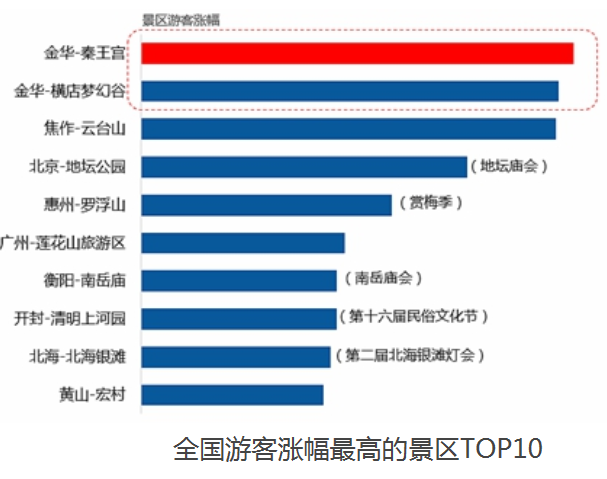 景区游客涨幅
金华-秦王宫
金华-横店梦幻谷
焦作-云台山
北京-地坛公园 (地坛庙会)
惠州-罗浮山 (赏梅季)
广州-莲花山旅游区
衡阳-南岳庙 (南岳庙会)
开封-清明上河园 (第十六届民俗文化节)
北海-北海银滩 (第二届北海银滩灯会)
黄山-宏村
全国游客涨幅最高的景区TOP10